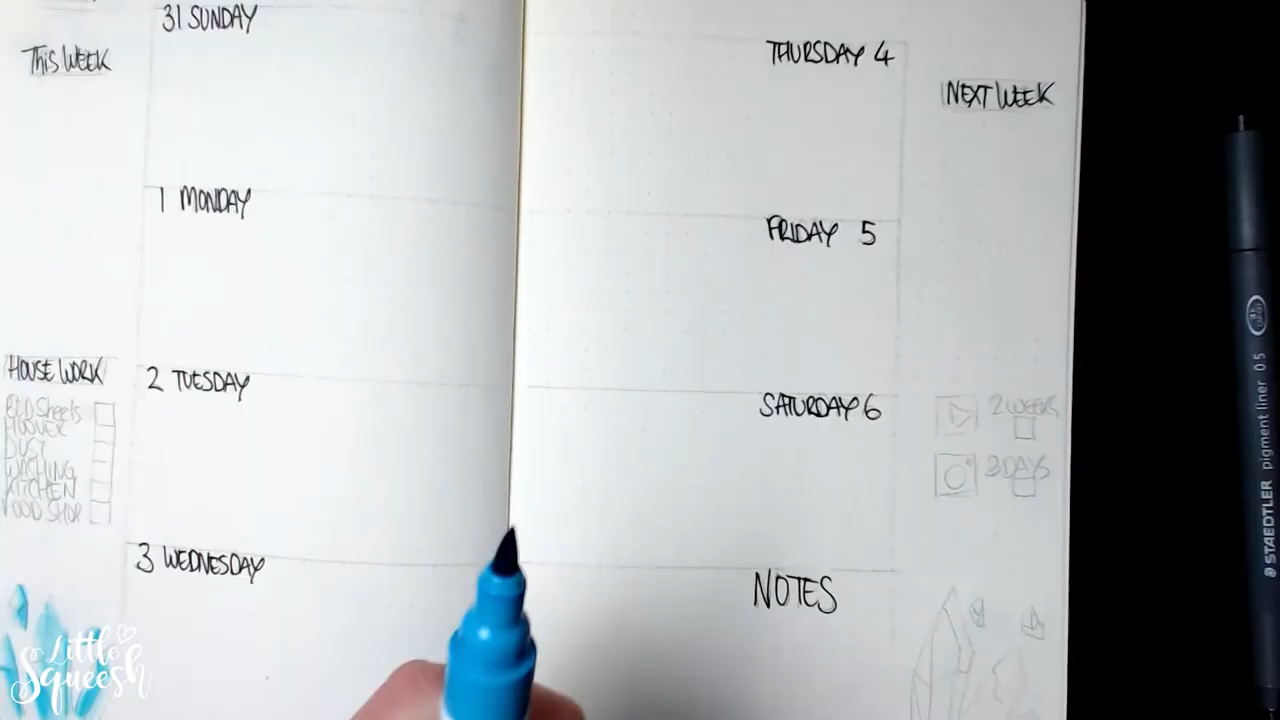 31 SUNDAY
This WEEK
1 MONDAY
HOUSE WORK
2 TUESDAY
BED Sheets
HOOVER
DUST
WASHING
KITCHEN
FOOD SHOP
3 WEDNESDAY
Little
Squeesh
THURSDAY 4
NEXT WEEK
FRIDAY 5
SATURDAY 6
2 WEEKS
3 DAYS
NOTES
STAEDTLER pigment liner 0.5